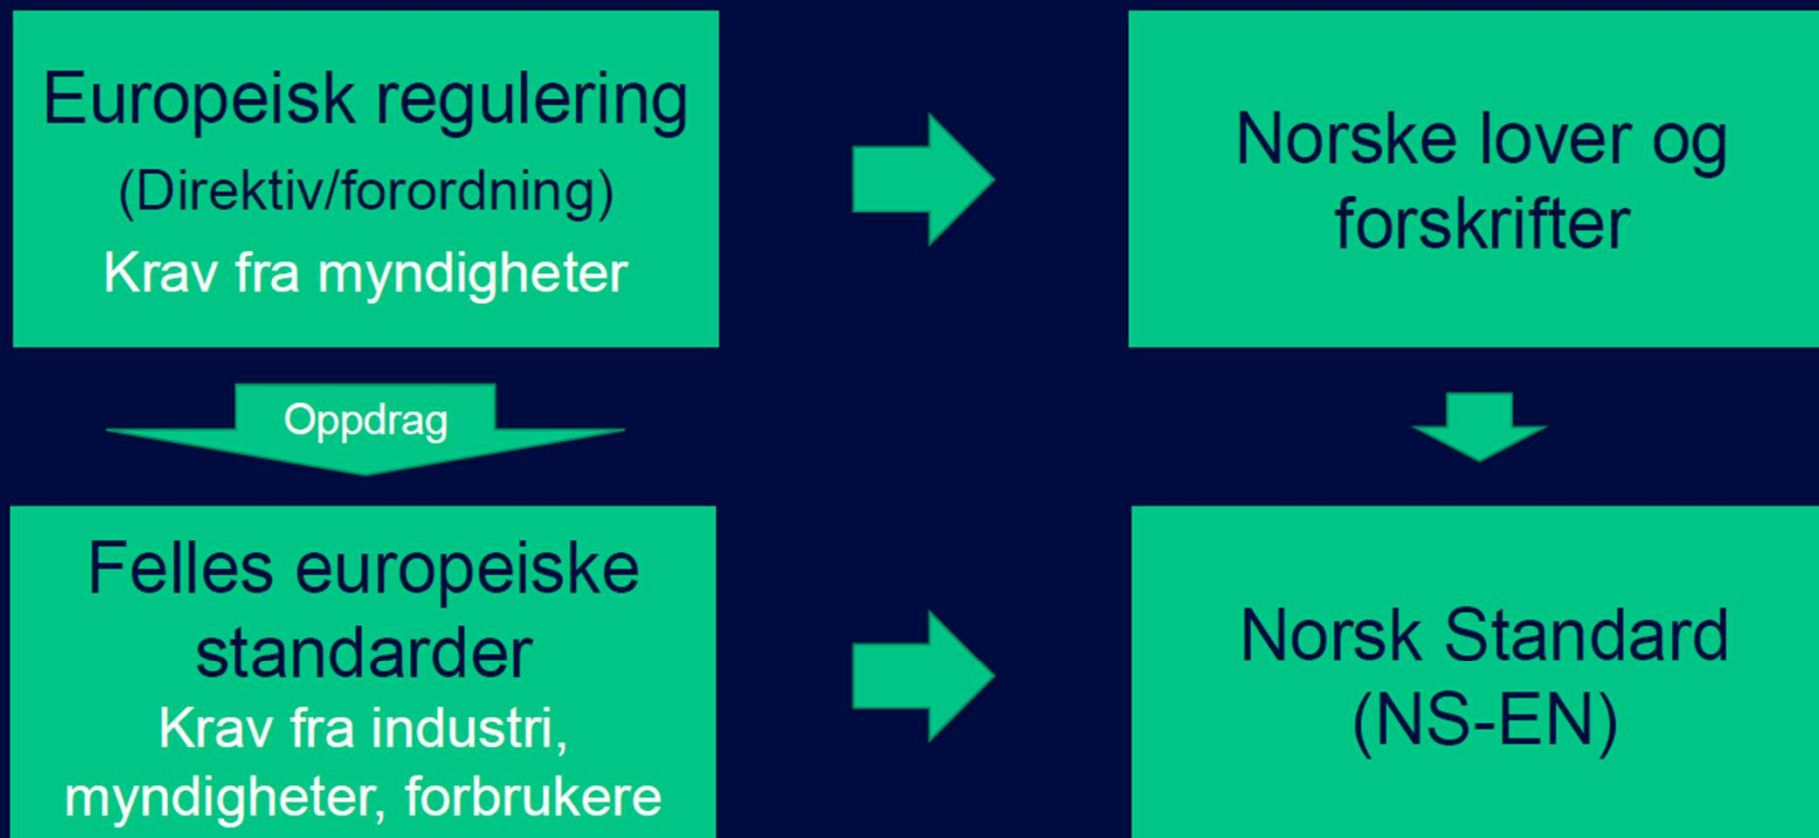 Europeisk regulering
(Direktiv/forordning)
Krav fra myndigheter
Norske lover og
forskrifter
Oppdrag
Felles europeiske
standarder
Krav fra industri,
myndigheter, forbrukere
Norsk Standard
(NS-EN)